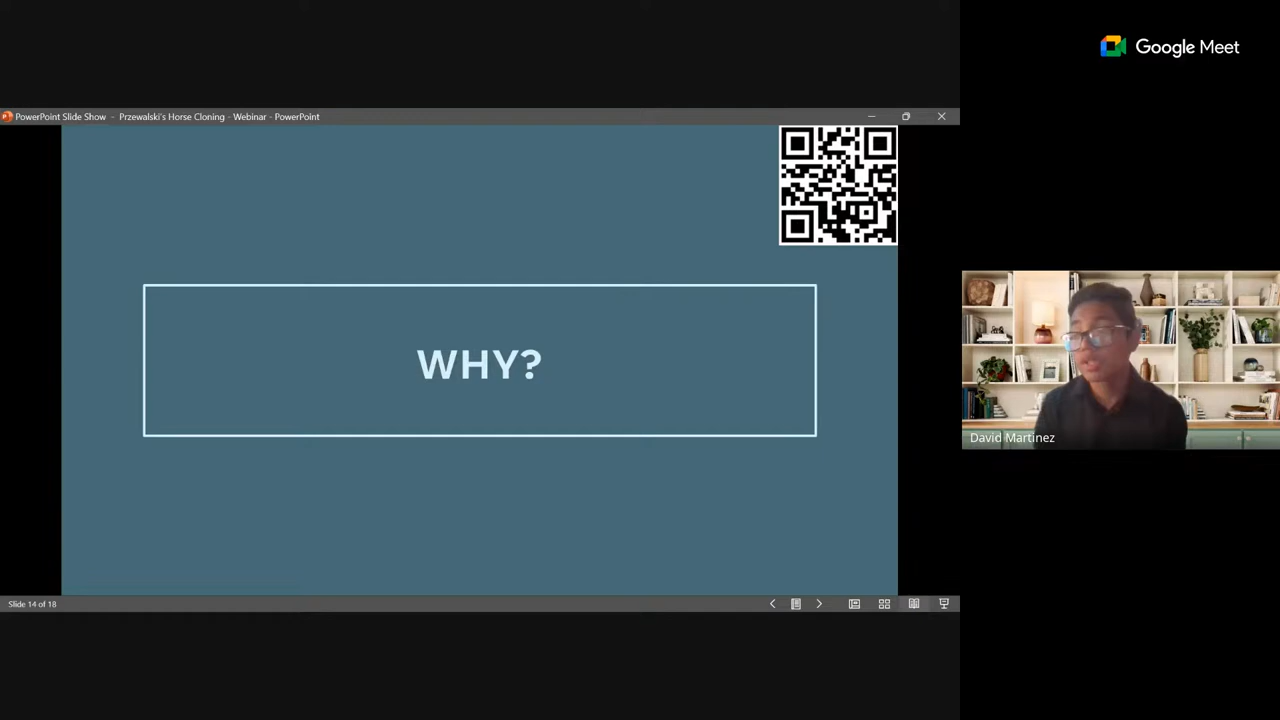 Google Meet
PowerPoint Slide Show - Przewalski's Horse Cloning - Webinar - PowerPoint
WHY?
David Martinez
Slide 14 of 18